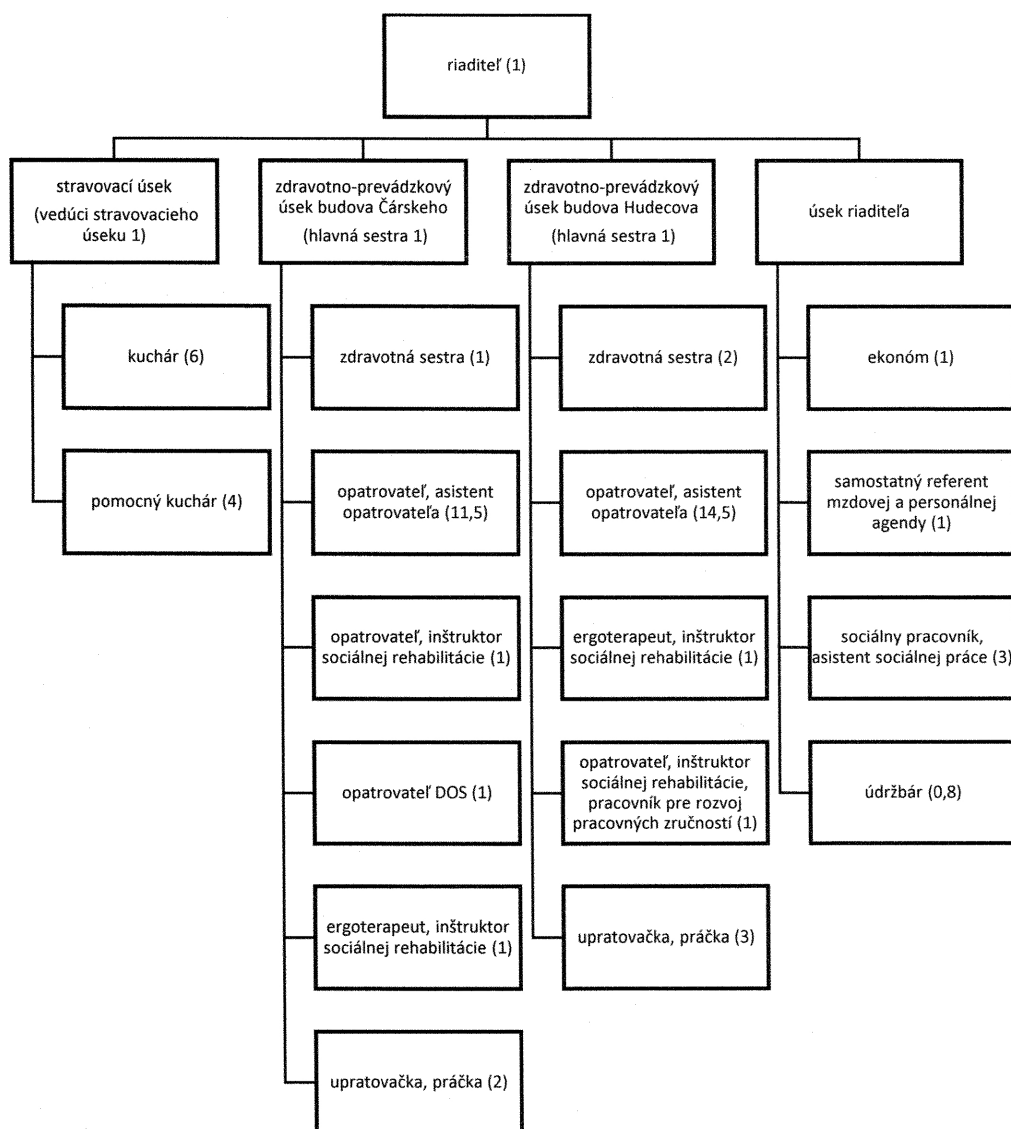 riaditeľ (1)
stravovací úsek
(vedúci stravovacieho
úseku 1)
zdravotno-prevádzkový
úsek budova Čárskeho
(hlavná sestra 1)
zdravotno-prevádzkový
úsek budova Hudecova
(hlavná sestra 1)
úsek riaditeľa
kuchár (6)
pomocný kuchár (4)
zdravotná sestra (1)
opatrovateľ, asistent
opatrovateľa (11,5)
opatrovateľ, inštruktor
sociálnej rehabilitácie (1)
opatrovateľ DOS (1)
ergoterapeut, inštruktor
sociálnej rehabilitácie (1)
upratovačka, práčka (2)
zdravotná sestra (2)
opatrovateľ, asistent
opatrovateľa (14,5)
ergoterapeut, inštruktor
sociálnej rehabilitácie (1)
opatrovateľ, inštruktor
sociálnej rehabilitácie,
pracovník pre rozvoj
pracovných zručností (1)
upratovačka, práčka (3)
ekonóm (1)
samostatný referent
mzdovej a personálnej
agendy (1)
sociálny pracovník,
asistent sociálnej práce (3)
údržbár (0,8)